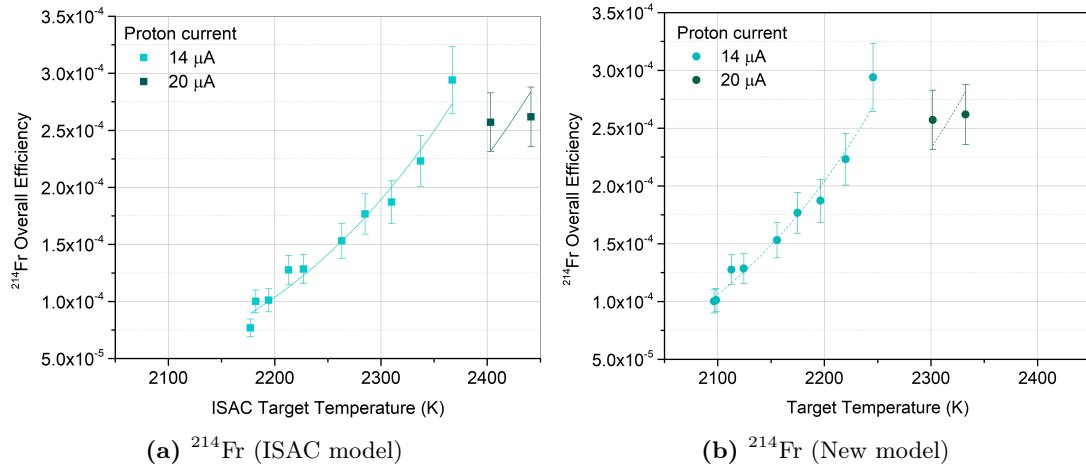 3.5x10⁻⁴
3.0x10⁻⁴
2.5x10⁻⁴
2.0x10⁻⁴
1.5x10⁻⁴
1.0x10⁻⁴
5.0x10⁻⁵
²¹⁴Fr Overall Efficiency
Proton current
14 μA
20 μA
2100 2200 2300 2400
ISAC Target Temperature (K)
(a) ²¹⁴Fr (ISAC model)
3.5x10⁻⁴
3.0x10⁻⁴
2.5x10⁻⁴
2.0x10⁻⁴
1.5x10⁻⁴
1.0x10⁻⁴
5.0x10⁻⁵
²¹⁴Fr Overall Efficiency
Proton current
14 μA
20 μA
2100 2200 2300 2400
Target Temperature (K)
(b) ²¹⁴Fr (New model)